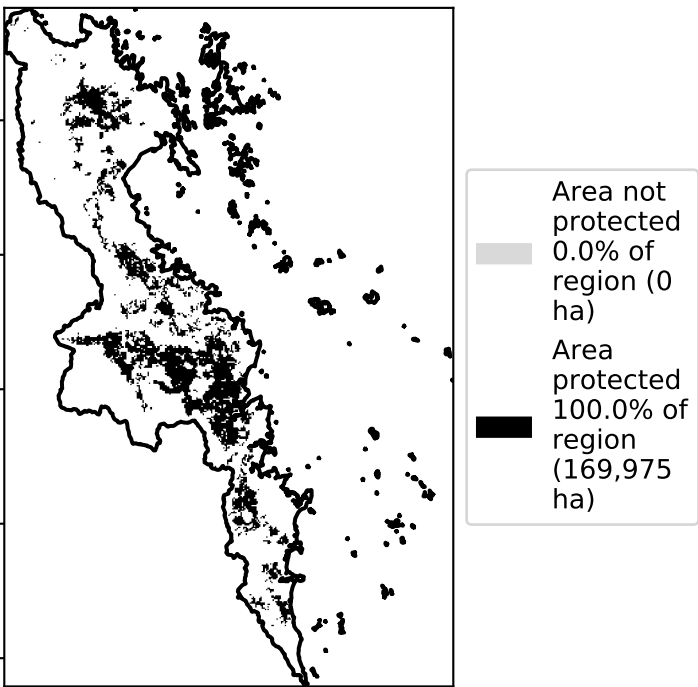 Area not
protected
0.0% of
region (0
ha)
Area
protected
100.0% of
region
(169,975
ha)